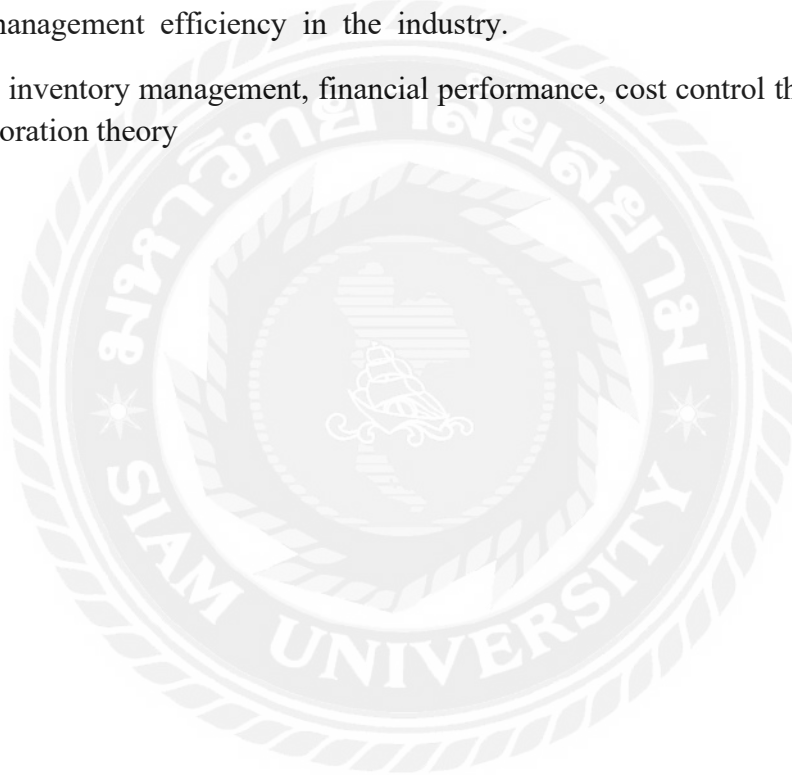 management efficiency in the industry.
inventory management, financial performance, cost control th
oration theory
มหาวิทยาลัยสยาม
SIAM UNIVERSITY